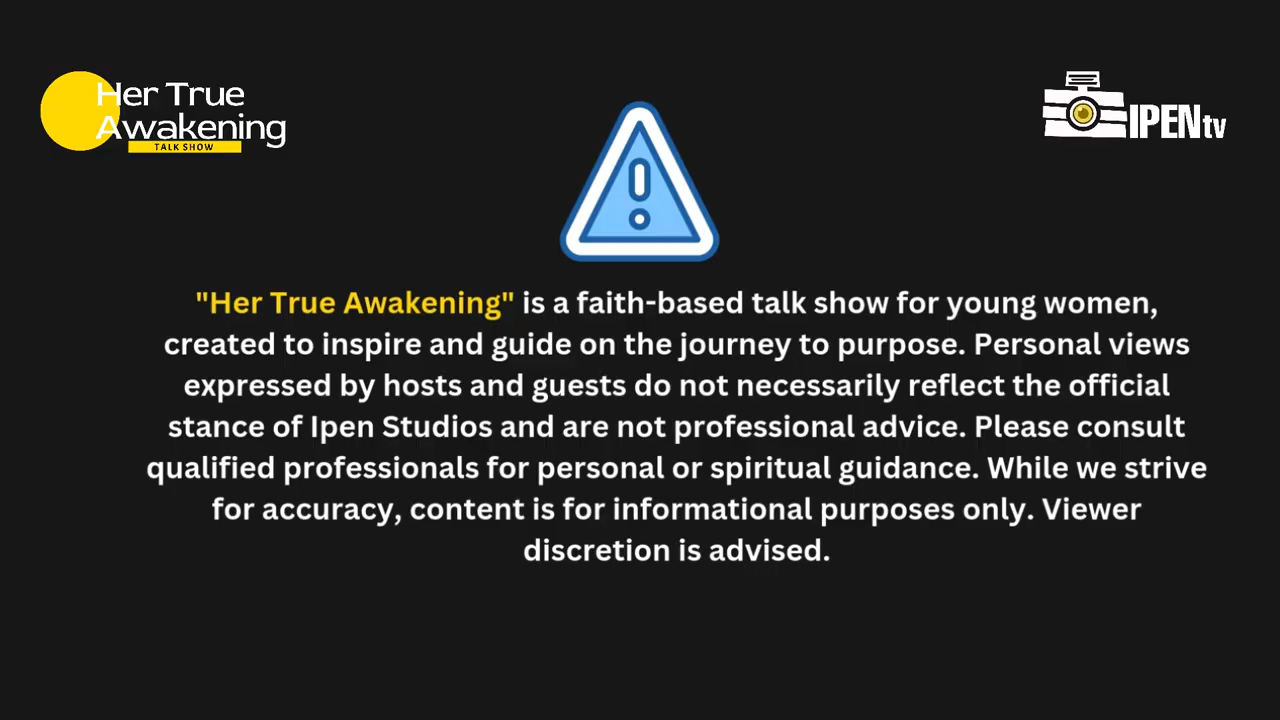 Her True
Awakening
TALK SHOW
IPENtv
"Her True Awakening" is a faith-based talk show for young women,
created to inspire and guide on the journey to purpose. Personal views
expressed by hosts and guests do not necessarily reflect the official
stance of Ipen Studios and are not professional advice. Please consult
qualified professionals for personal or spiritual guidance. While we strive
for accuracy, content is for informational purposes only. Viewer
discretion is advised.